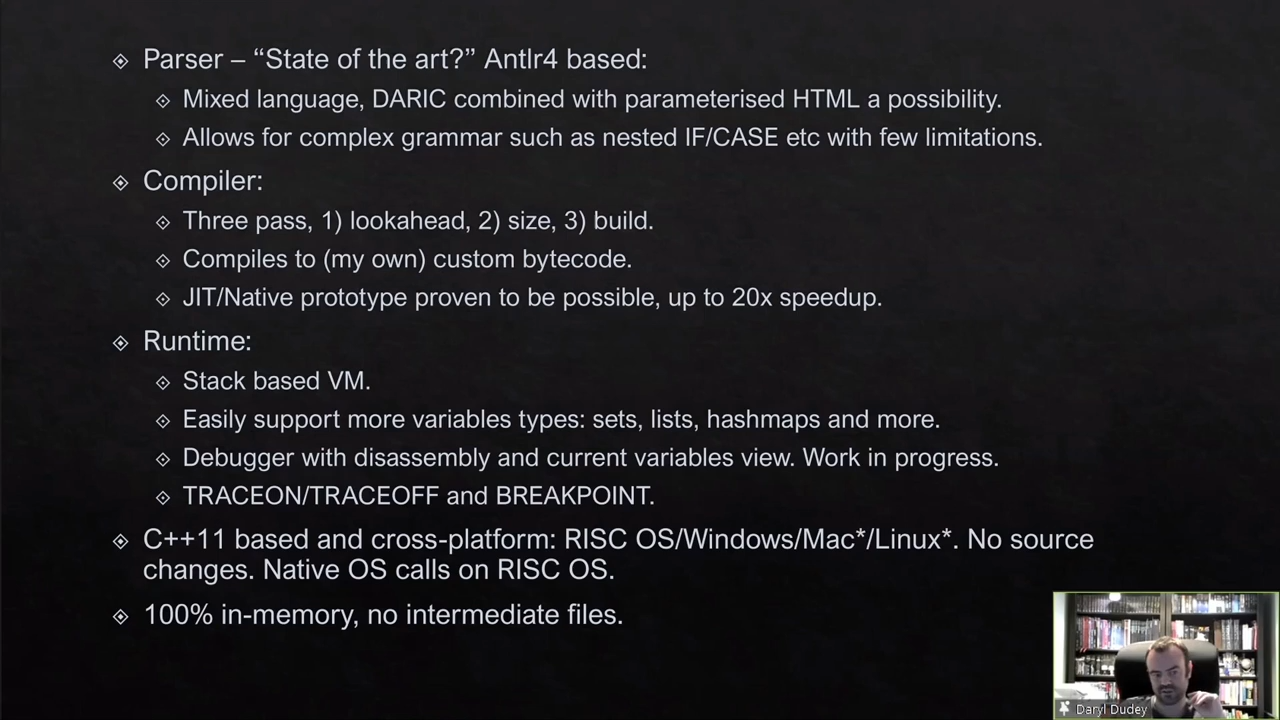 Parser – “State of the art?” Antlr4 based:
Mixed language, DARIC combined with parameterised HTML a possibility.
Allows for complex grammar such as nested IF/CASE etc with few limitations.
Compiler:
Three pass, 1) lookahead, 2) size, 3) build.
Compiles to (my own) custom bytecode.
JIT/Native prototype proven to be possible, up to 20x speedup.
Runtime:
Stack based VM.
Easily support more variables types: sets, lists, hashmaps and more.
Debugger with disassembly and current variables view. Work in progress.
TRACEON/TRACEOFF and BREAKPOINT.
C++11 based and cross-platform: RISC OS/Windows/Mac*/Linux*. No source
changes. Native OS calls on RISC OS.
100% in-memory, no intermediate files.
Daryl Dudey